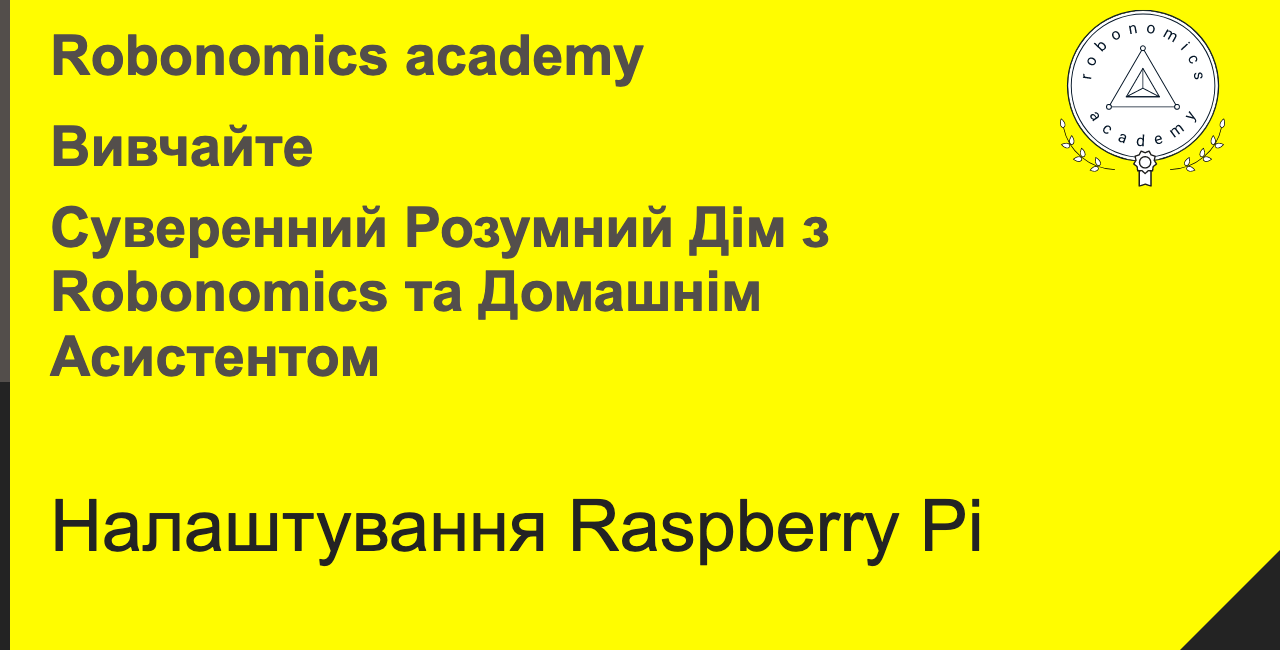 Robonomics academy
Вивчайте
Суверенний Розумний Дім з
Robonomics та Домашнім
Асистентом
Налаштування Raspberry Pi
robonomics
academy